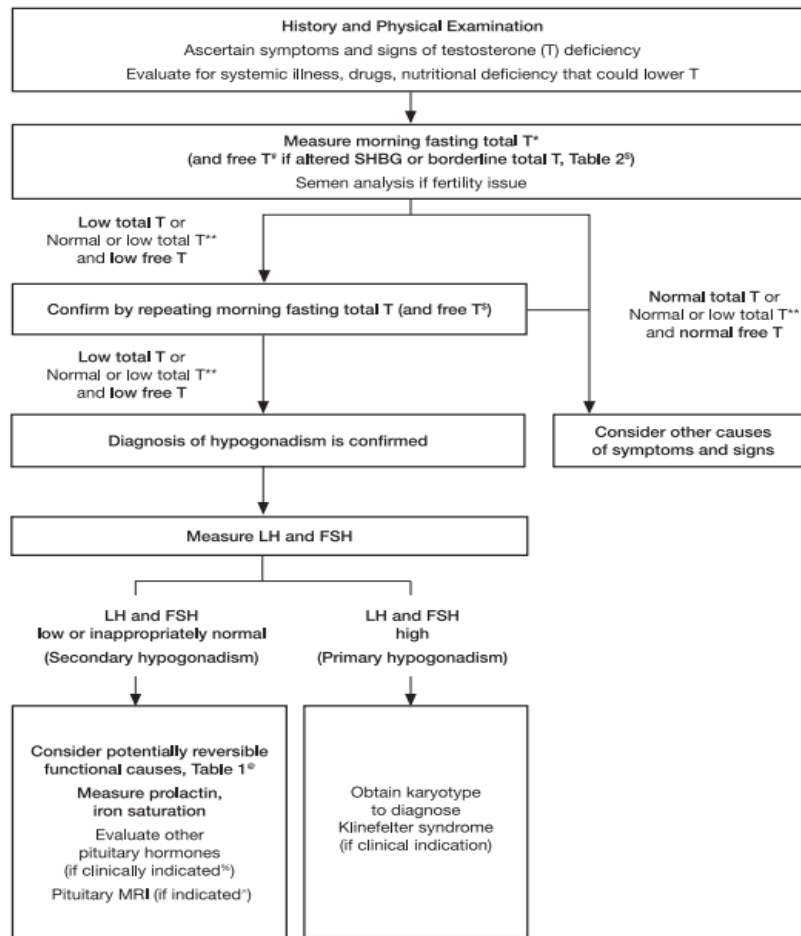 History and Physical Examination
Ascertain symptoms and signs of testosterone (T) deficiency
Evaluate for systemic illness, drugs, nutritional deficiency that could lower T
Measure morning fasting total T*
(and free T# if altered SHBG or borderline total T, Table 2$)
Semen analysis if fertility issue
Low total T or
Normal or low total T**
and low free T
Confirm by repeating morning fasting total T (and free T$)
Normal total T or
Normal or low total T**
and normal free T
Low total T or
Normal or low total T**
and low free T
Diagnosis of hypogonadism is confirmed
Consider other causes
of symptoms and signs
Measure LH and FSH
LH and FSH
low or inappropriately normal
(Secondary hypogonadism)
LH and FSH
high
(Primary hypogonadism)
Consider potentially reversible
functional causes, Table 1@
Measure prolactin,
iron saturation
Evaluate other
pituitary hormones
(if clinically indicated%)
Pituitary MRI (if indicated^)
Obtain karyotype
to diagnose
Klinefelter syndrome
(if clinical indication)